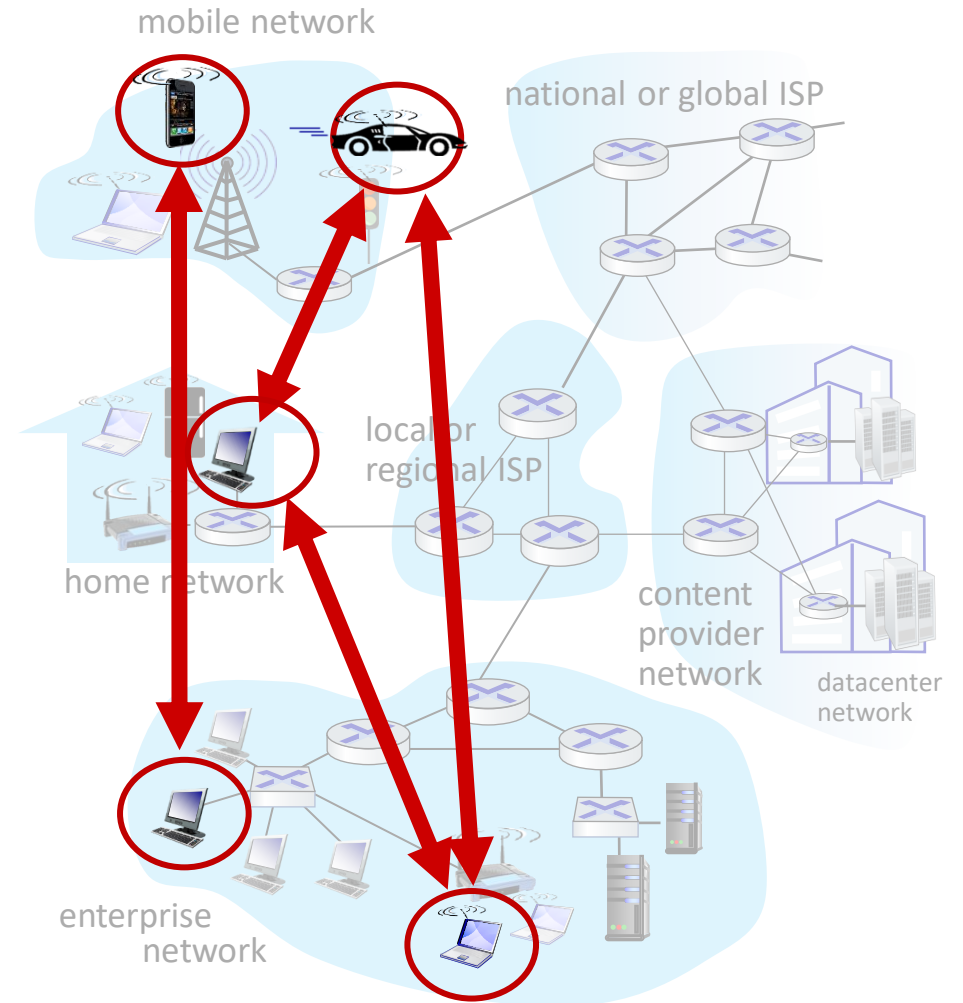 mobile network
national or global ISP
local or
regional ISP
home network
content
provider
network
datacenter
network
enterprise
network